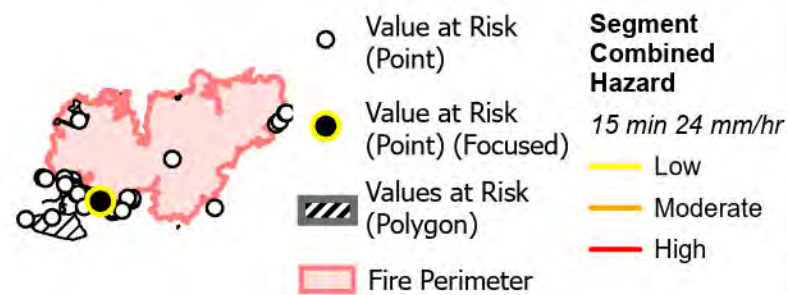 Value at Risk
(Point)
Value at Risk
(Point) (Focused)
Values at Risk
(Polygon)
Fire Perimeter
Segment
Combined
Hazard
15 min 24 mm/hr
Low
Moderate
High